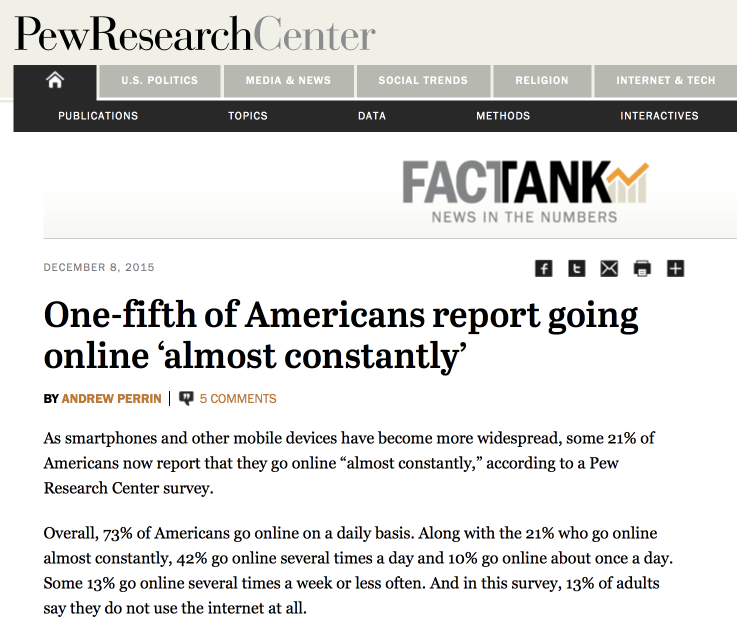 PewResearchCenter
U.S. POLITICS
MEDIA & NEWS
SOCIAL TRENDS
RELIGION
INTERNET & TECH
PUBLICATIONS
TOPICS
DATA
METHODS
INTERACTIVES
FACTANK
NEWS IN THE NUMBERS
DECEMBER 8, 2015
One-fifth of Americans report going
online ‘almost constantly’
BY ANDREW PERRIN | 5 COMMENTS
As smartphones and other mobile devices have become more widespread, some 21% of
Americans now report that they go online “almost constantly,” according to a Pew
Research Center survey.
Overall, 73% of Americans go online on a daily basis. Along with the 21% who go online
almost constantly, 42% go online several times a day and 10% go online about once a day.
Some 13% go online several times a week or less often. And in this survey, 13% of adults
say they do not use the internet at all.